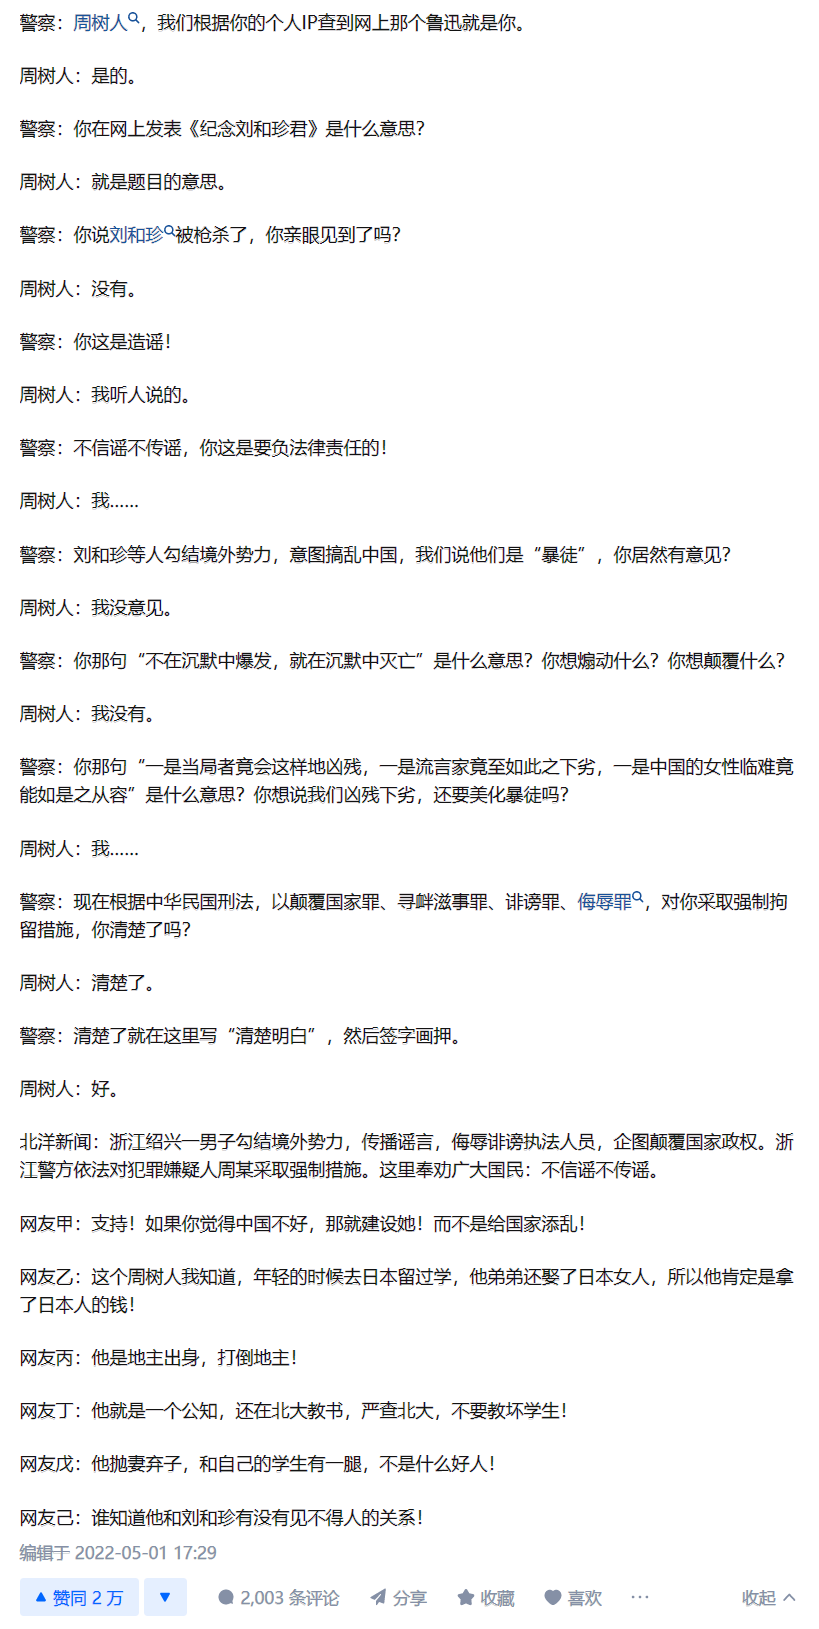 警察：周树人，我们根据你的个人IP查到网上那个鲁迅就是你。
周树人：是的。
警察：你在网上发表《纪念刘和珍君》是什么意思？
周树人：就是题目的意思。
警察：你说刘和珍被枪杀了，你亲眼见到了吗？
周树人：没有。
警察：你这是造谣！
周树人：我听人说的。
警察：不信谣不传谣，你这是要负法律责任的！
周树人：我……
警察：刘和珍等人勾结境外势力，意图搞乱中国，我们说他们是“暴徒”，你居然有意见？
周树人：我没意见。
警察：你那句“不在沉默中爆发，就在沉默中灭亡”是什么意思？你想煽动什么？你想颠覆什么？
周树人：我没有。
警察：你那句“一是当局者竟会这样地凶残，一是流言家竟至如此之下劣，一是中国的女性临难竟
能如是之从容”是什么意思？你想说我们凶残下劣，还要美化暴徒吗？
周树人：我……
警察：现在根据中华民国刑法，以颠覆国家罪、寻衅滋事罪、诽谤罪、侮辱罪，对你采取强制拘
留措施，你清楚了吗？
周树人：清楚了。
警察：清楚了就在这里写“清楚明白”，然后签字画押。
周树人：好。
北洋新闻：浙江绍兴一男子勾结境外势力，传播谣言，侮辱诽谤执法人员，企图颠覆国家政权。浙
江警方依法对犯罪嫌疑人周某采取强制措施。这里奉劝广大国民：不信谣不传谣。
网友甲：支持！如果你觉得中国不好，那就建设她！而不是给国家添乱！
网友乙：这个周树人我知道，年轻的时候去日本留过学，他弟弟还娶了日本女人，所以他肯定是拿
了日本人的钱！
网友丙：他是地主出身，打倒地主！
网友丁：他就是一个公知，还在北大教书，严查北大，不要教坏学生！
网友戊：他抛妻弃子，和自己的学生有一腿，不是什么好人！
网友己：谁知道他和刘和珍有没有见不得人的关系！
编辑于 2022-05-01 17:29
赞同 2 万 2,003 条评论 分享 收藏 喜欢 ··· 收起